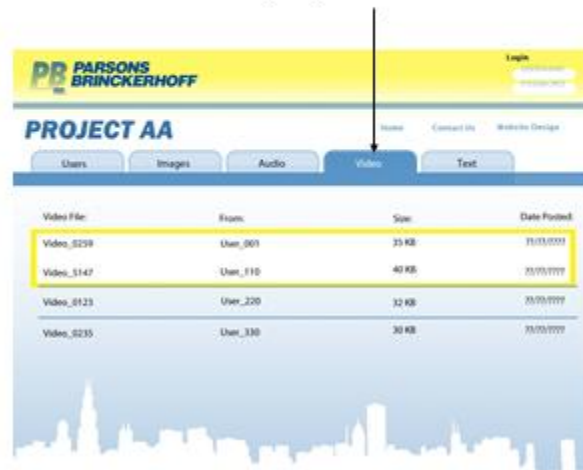 Login
PB PARSONS
BRINCKERHOFF
PROJECT AA
Home Contact Us Website Design
Users Images Audio Video Text
Video File: From: Size: Date Posted:
Video_0259 User_001 35 KB ??/??/????
Video_5147 User_110 40 KB ??/??/????
Video_0123 User_220 32 KB ??/??/????
Video_0235 User_330 30 KB ??/??/????